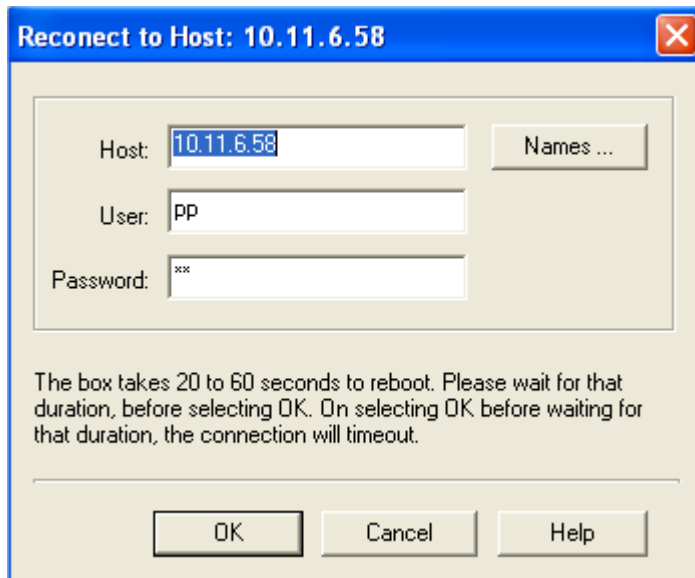 Reconect to Host: 10.11.6.58
Host: 10.11.6.58 Names ...
User: pp
Password: **
The box takes 20 to 60 seconds to reboot. Please wait for that
duration, before selecting OK. On selecting OK before waiting for
that duration, the connection will timeout.
OK Cancel Help